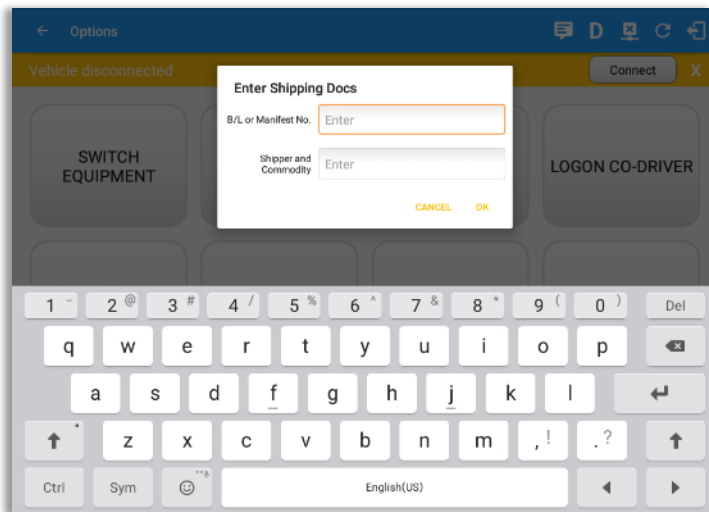 Options
D
Vehicle disconnected
Connect
X
Enter Shipping Docs
B/L or Manifest No.
Enter
Shipper and
Commodity
Enter
CANCEL
OK
SWITCH
EQUIPMENT
LOGON CO-DRIVER
1 - 2 @ 3 # 4 / 5 % 6 ^ 7 & 8 * 9 ( 0 ) Del
q w e r t y u i o p
a s d f g h j k l
z x c v b n m , ! . ?
Ctrl Sym English(US)